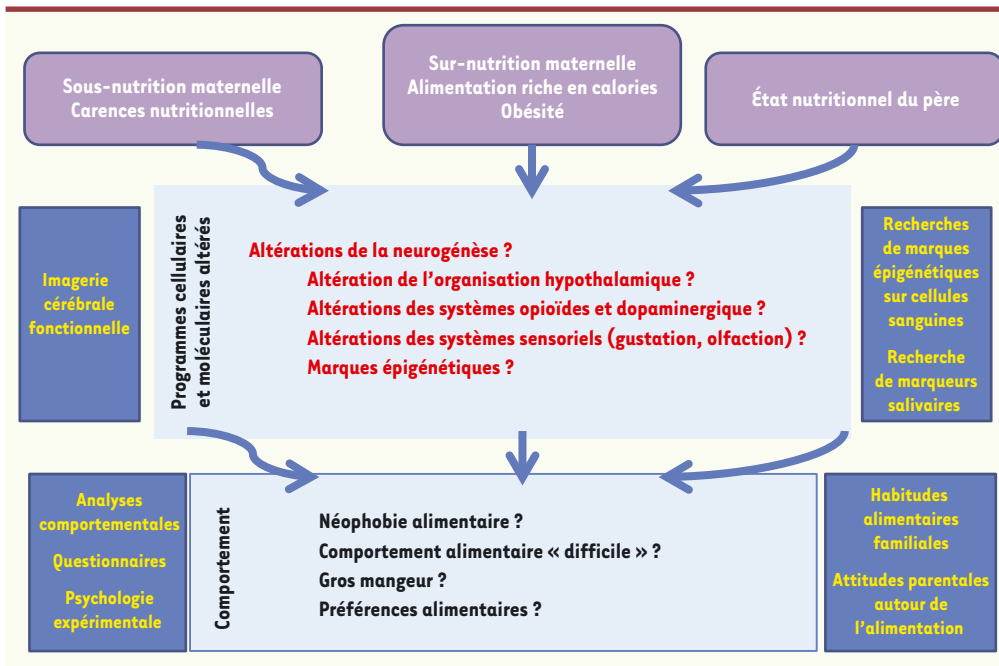 Sous-nutrition maternelle
Carences nutritionnelles
Sur-nutrition maternelle
Alimentation riche en calories
Obésité
État nutritionnel du père
Imagerie
cérébrale
fonctionnelle
Programmes cellulaires
et moléculaires altérés
Altérations de la neurogénèse ?
Altération de l'organisation hypothalamique ?
Altérations des systèmes opioïdes et dopaminergique ?
Altérations des systèmes sensoriels (gustation, olfaction) ?
Marques épigénétiques ?
Recherches
de marques
épigénétiques
sur cellules
sanguines
Recherche
de marqueurs
salivaires
Analyses
comportementales
Questionnaires
Psychologie
expérimentale
Comportement
Néophobie alimentaire ?
Comportement alimentaire « difficile » ?
Gros mangeur ?
Préférences alimentaires ?
Habitudes
alimentaires
familiales
Attitudes parentales
autour de
l'alimentation